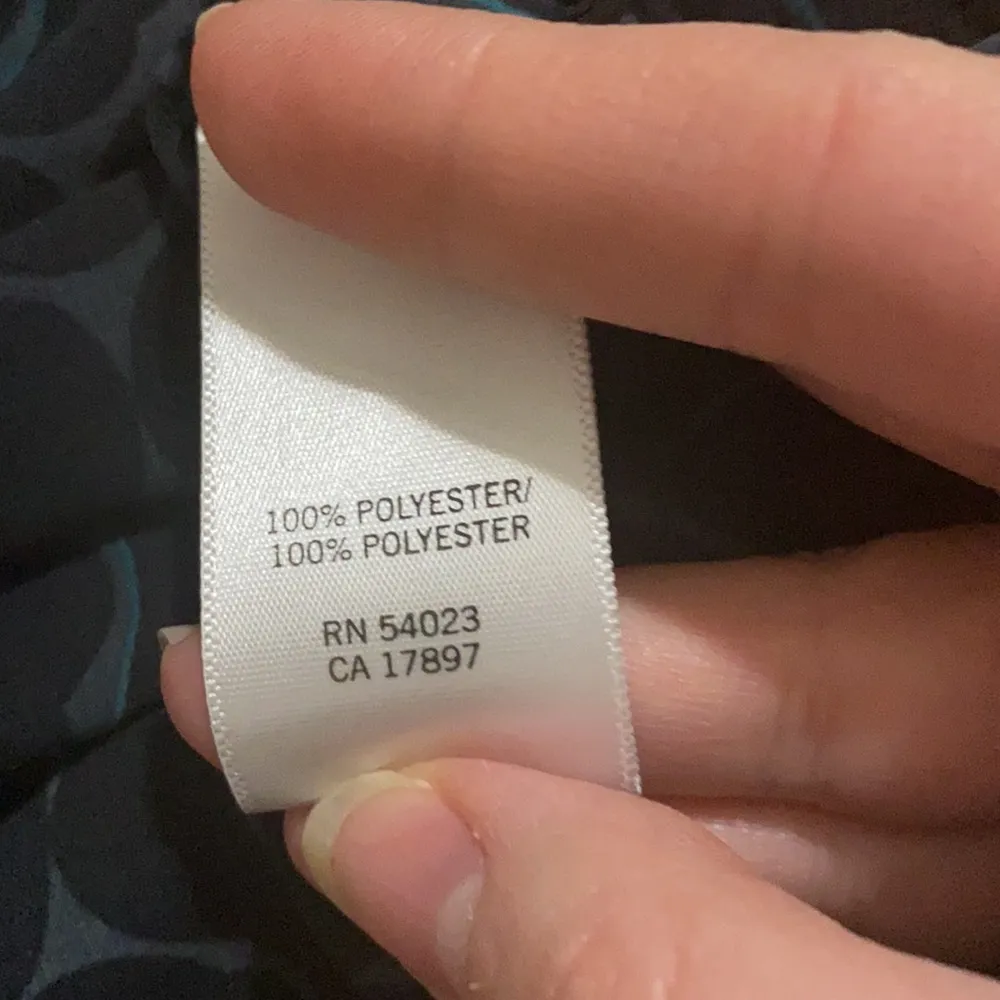 100% POLYESTER/
100% POLYESTER
RN 54023
CA 17897